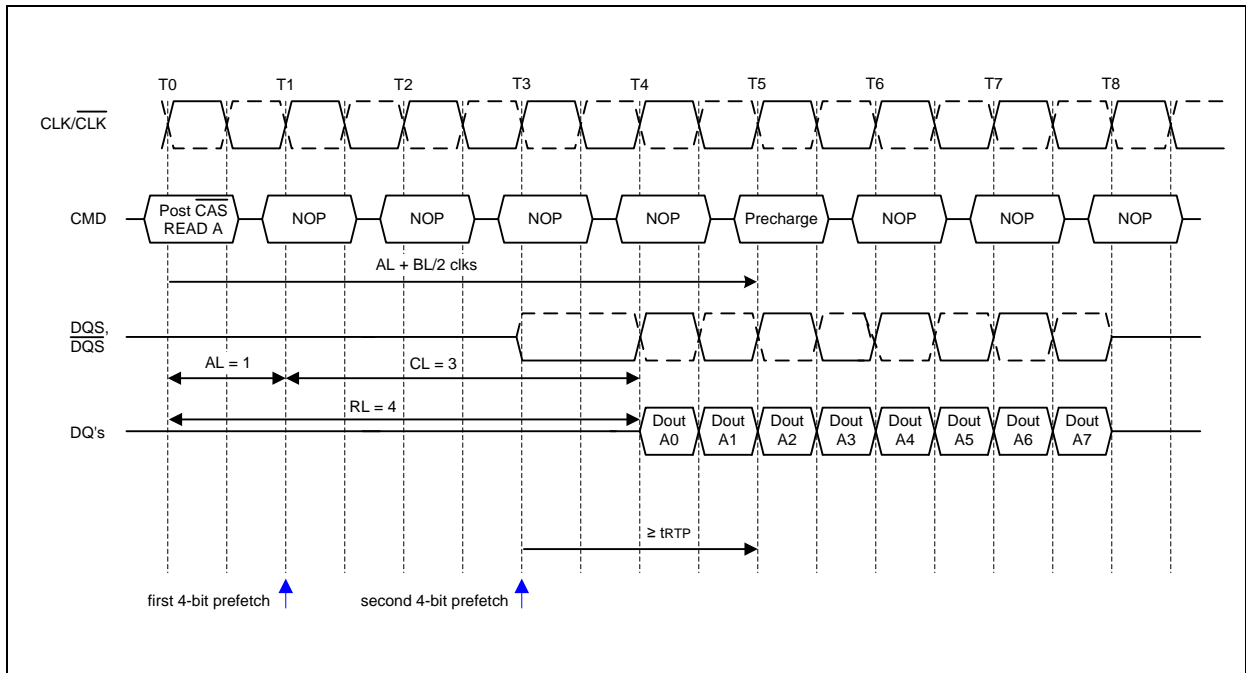 T0 T1 T2 T3 T4 T5 T6 T7 T8
CLK/CLK
CMD
Post CAS
READ A
NOP NOP NOP NOP Precharge NOP NOP NOP
AL + BL/2 clks
DQS,
DQS
AL = 1 CL = 3
RL = 4
DQ's
Dout
A0
Dout
A1
Dout
A2
Dout
A3
Dout
A4
Dout
A5
Dout
A6
Dout
A7
≥ tRTP
first 4-bit prefetch
second 4-bit prefetch